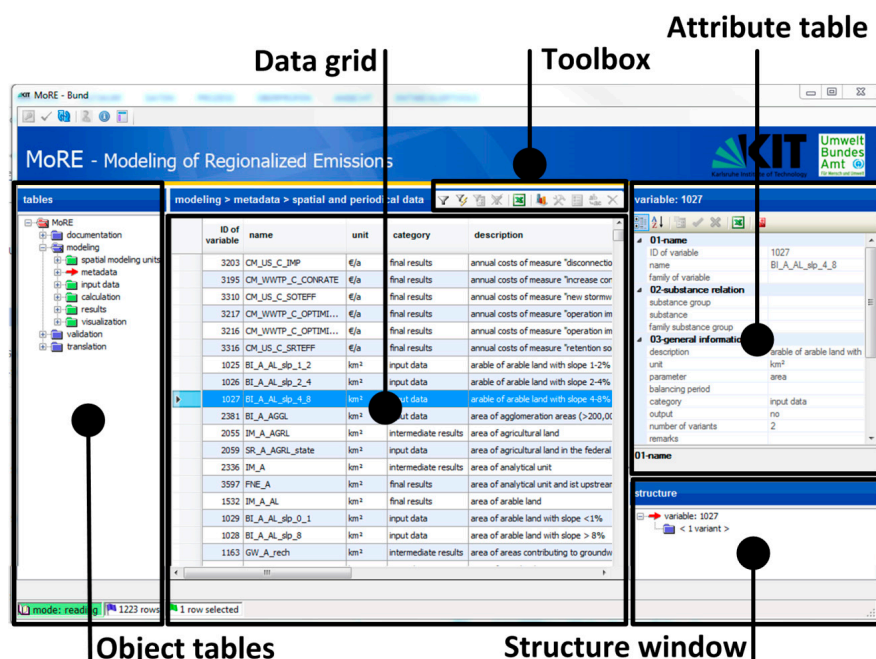 Attribute table
Data grid
Toolbox
MoRE - Bund
MoRE - Modeling of Regionalized Emissions
KIT
Karlsruhe Institute of Technology
Umwelt
Bundes
Amt
Für Mensch und Umwelt
tables
MoRE
documentation
modeling
spatial modeling units
metadata
input data
calculation
results
visualization
validation
translation
modeling > metadata > spatial and periodical data
ID of variable name unit category description
3203 CM_US_C_IMP €/a final results annual costs of measure "disconnectio
3195 CM_WWTP_C_CONRATE €/a final results annual costs of measure "increase con
3310 CM_US_C_SOTEFF €/a final results annual costs of measure "new stormw
3217 CM_WWTP_C_OPTIMI... €/a final results annual costs of measure "operation im
3216 CM_WWTP_C_OPTIMI... €/a final results annual costs of measure "operation im
3316 CM_US_C_SRTEFF €/a final results annual costs of measure "retention so
1025 BI_A_AL_slp_1_2 km² input data arable of arable land with slope 1-2%
1026 BI_A_AL_slp_2_4 km² input data arable of arable land with slope 2-4%
1027 BI_A_AL_slp_4_8 km² input data arable of arable land with slope 4-8%
2381 BI_A_AGGL km² input data area of agglomeration areas (>200,00
2055 IM_A_AGRL km² intermediate results area of agricultural land
2059 SR_A_AGRL_state km² input data area of agricultural land in the federal
2336 IM_A km² intermediate results area of analytical unit
3597 FNE_A km² final results area of analytical unit and ist upstrear
1532 IM_A_AL km² final results area of arable land
1029 BI_A_AL_slp_0_1 km² input data area of arable land with slope <1%
1028 BI_A_AL_slp_8 km² input data area of arable land with slope > 8%
1163 GW_A_rech km² intermediate results area of areas contributing to groundw
variable: 1027
01-name
ID of variable 1027
name BI_A_AL_slp_4_8
family of variable
02-substance relation
substance group
substance
family substance group
03-general information
description arable of arable land with
unit km²
parameter area
balancing period
category input data
output no
number of variants 2
remarks
01-name
structure
variable: 1027
< 1 variant >
mode: reading 1223 rows 1 row selected
Object tables
Structure window